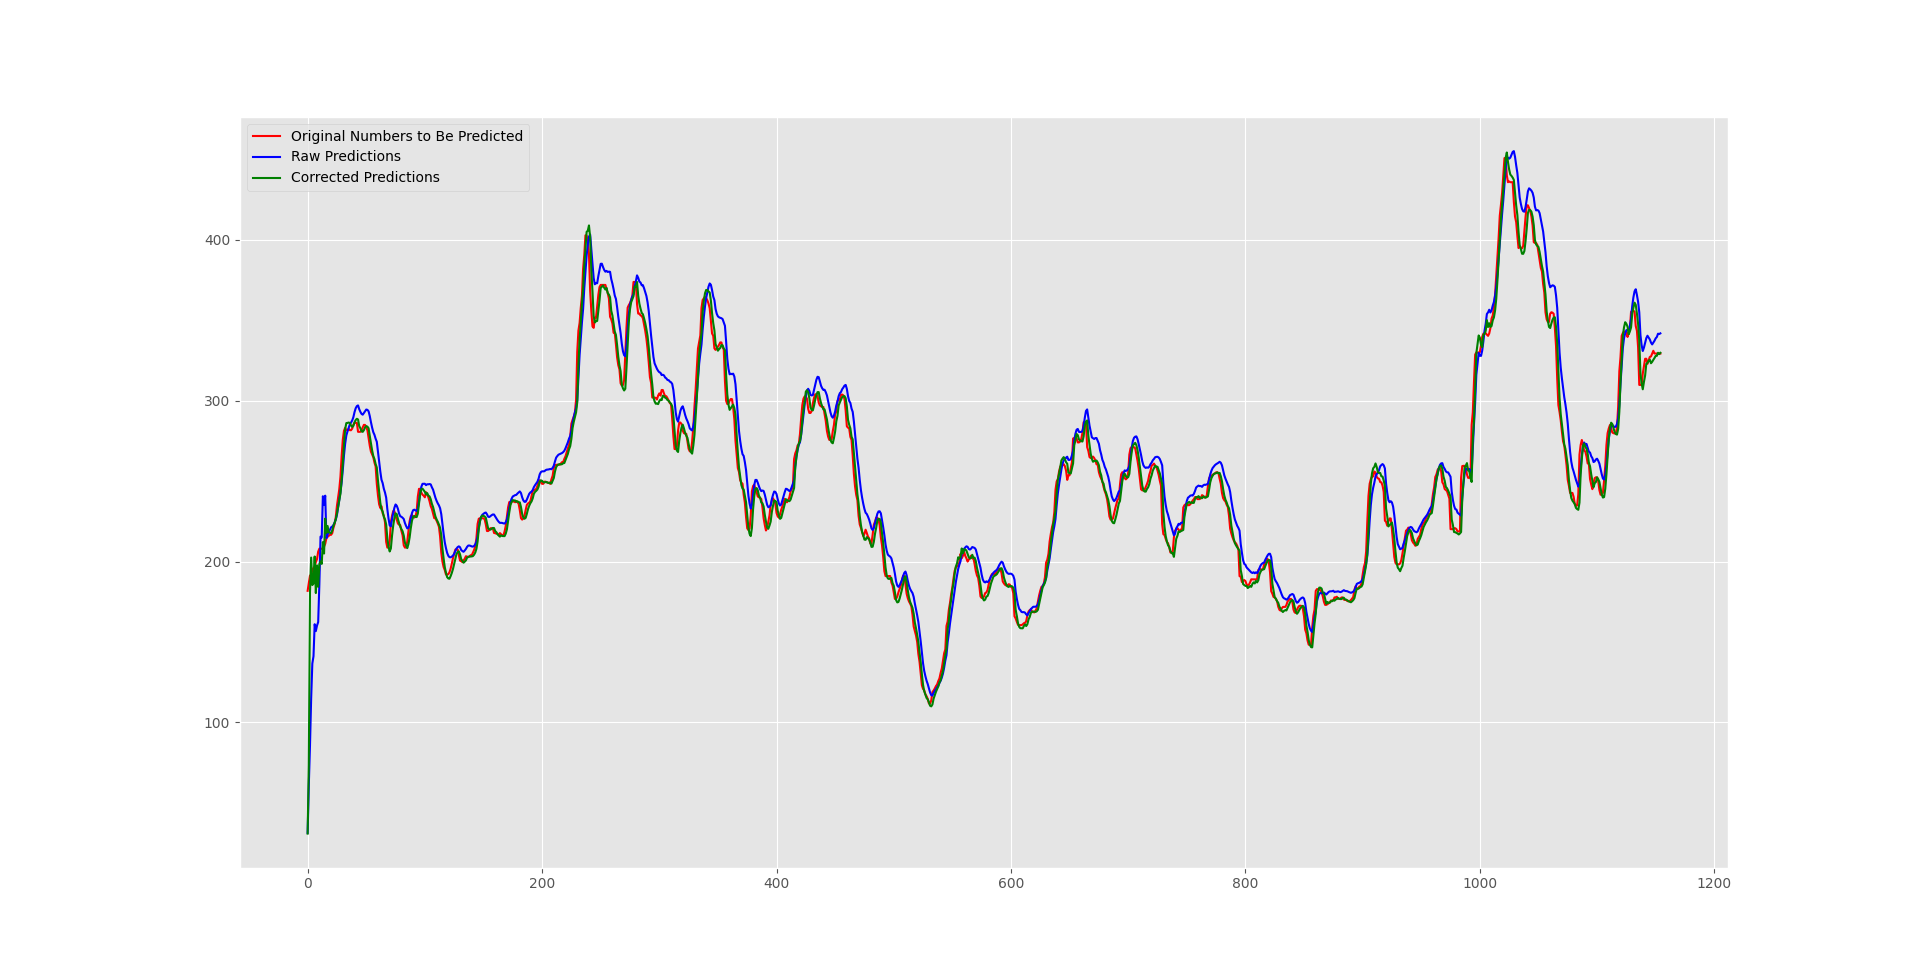 Original Numbers to Be Predicted
Raw Predictions
Corrected Predictions
400
300
200
100
0 200 400 600 800 1000 1200